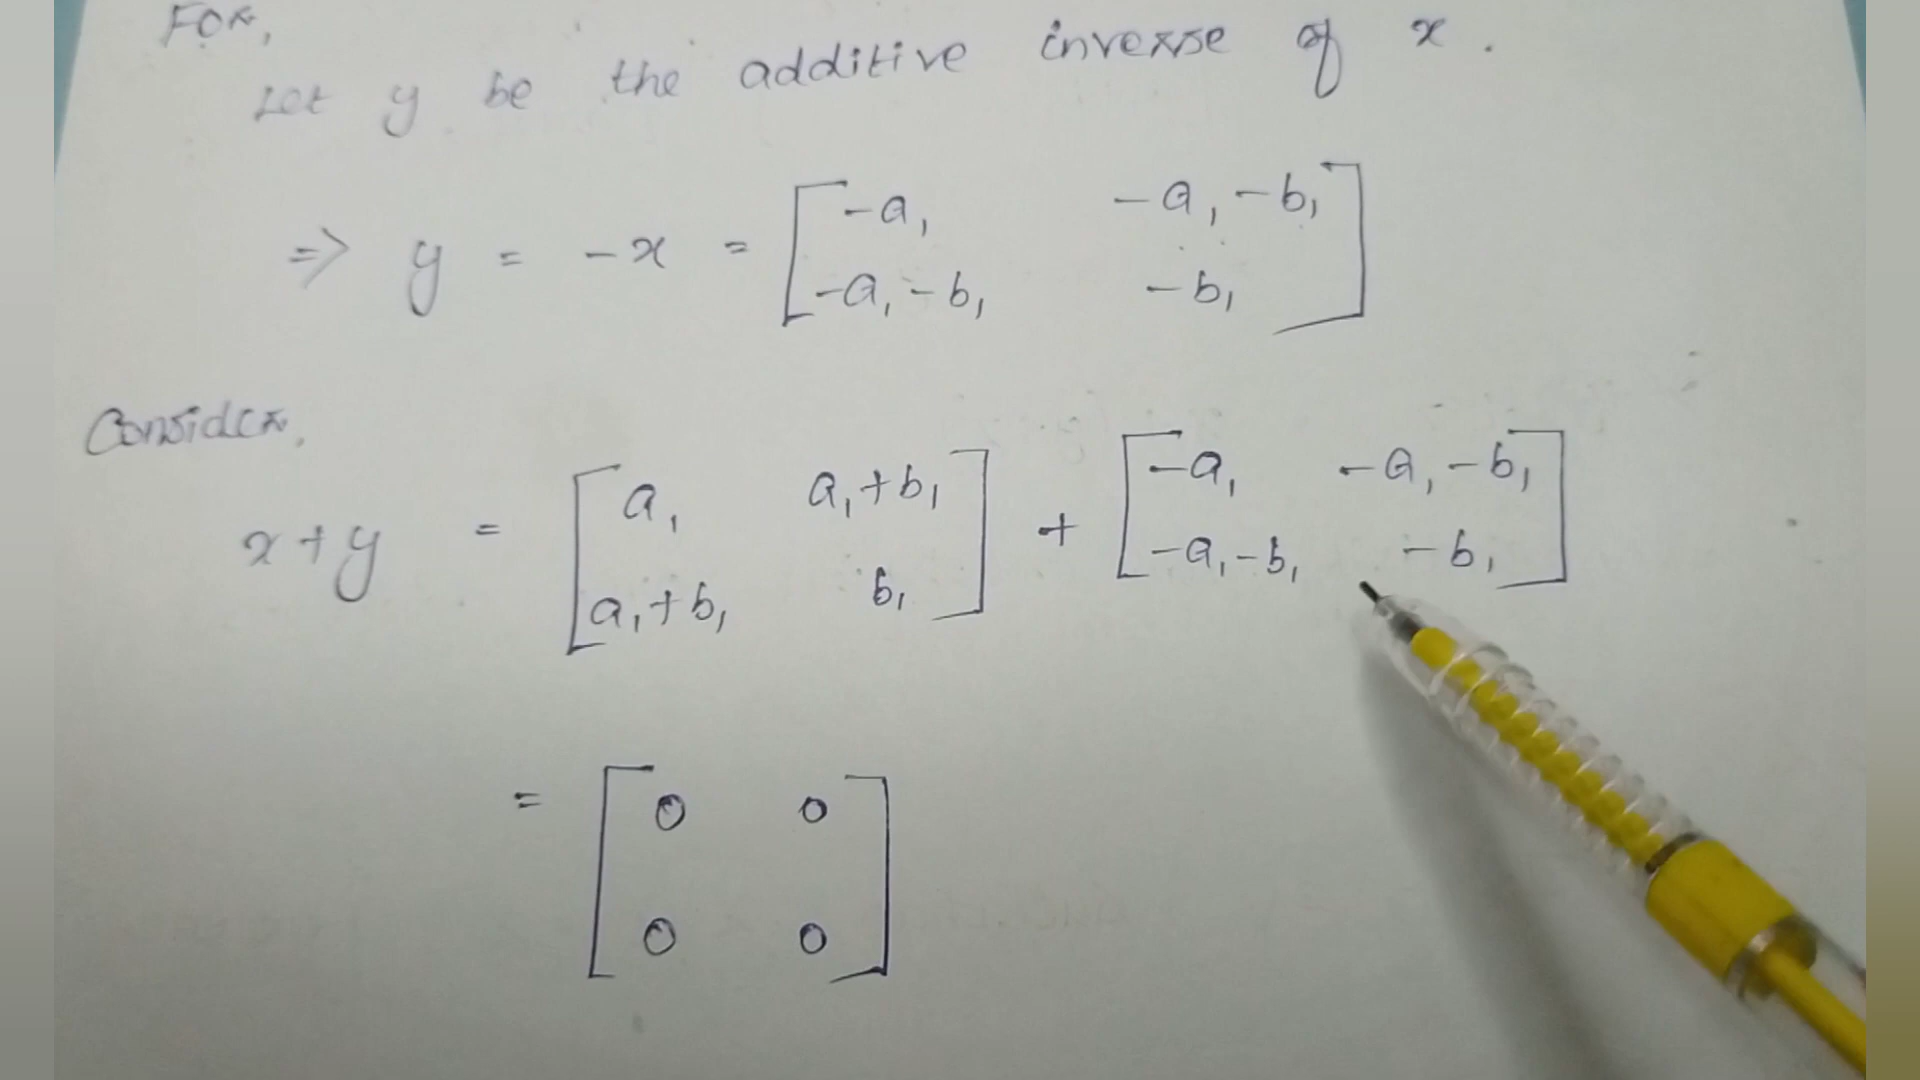 For,
Let y be the additive inverse of x.
⇒ y = -x = [ -a₁ -a₁-b₁
-a₁-b₁ -b₁ ]
Consider,
x+y = [ a₁ a₁+b₁
a₁+b₁ b₁ ] + [ -a₁ -a₁-b₁
-a₁-b₁ -b₁ ]
= [ 0 0
0 0 ]